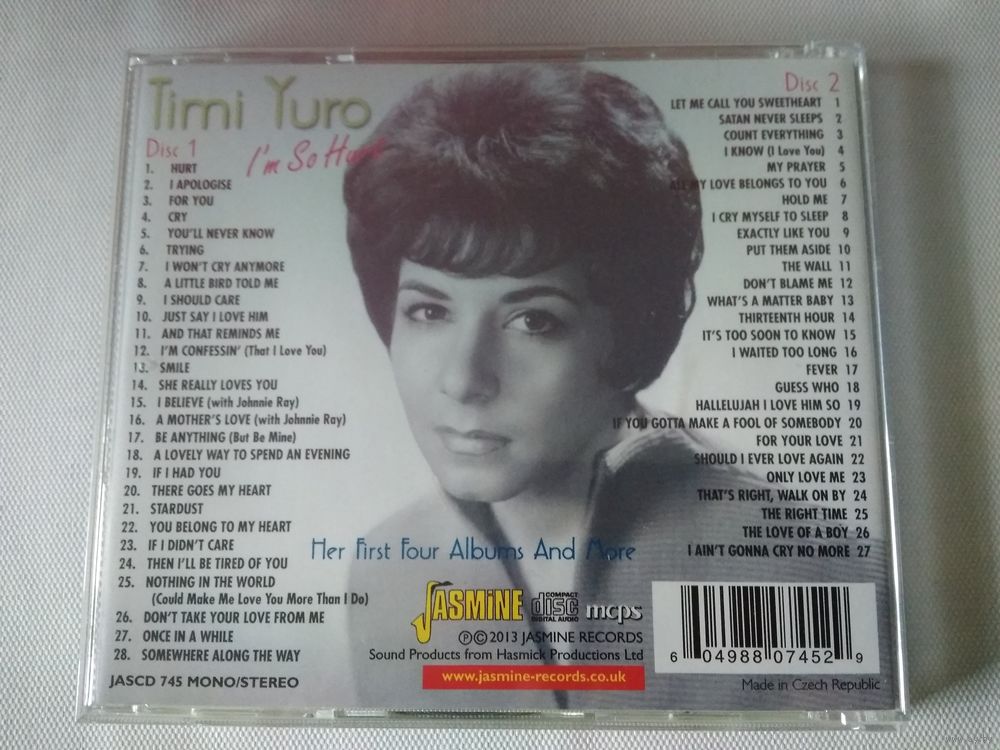 Timi Yuro
I'm So Hurt
Disc 1
1. HURT
2. I APOLOGISE
3. FOR YOU
4. CRY
5. YOU'LL NEVER KNOW
6. TRYING
7. I WON'T CRY ANYMORE
8. A LITTLE BIRD TOLD ME
9. I SHOULD CARE
10. JUST SAY I LOVE HIM
11. AND THAT REMINDS ME
12. I'M CONFESSIN' (That I Love You)
13. SMILE
14. SHE REALLY LOVES YOU
15. I BELIEVE (with Johnnie Ray)
16. A MOTHER'S LOVE (with Johnnie Ray)
17. BE ANYTHING (But Be Mine)
18. A LOVELY WAY TO SPEND AN EVENING
19. IF I HAD YOU
20. THERE GOES MY HEART
21. STARDUST
22. YOU BELONG TO MY HEART
23. IF I DIDN'T CARE
24. THEN I'LL BE TIRED OF YOU
25. NOTHING IN THE WORLD
(Could Make Me Love You More Than I Do)
26. DON'T TAKE YOUR LOVE FROM ME
27. ONCE IN A WHILE
28. SOMEWHERE ALONG THE WAY
JASCD 745 MONO/STEREO
Disc 2
LET ME CALL YOU SWEETHEART 1
SATAN NEVER SLEEPS 2
COUNT EVERYTHING 3
I KNOW (I Love You) 4
MY PRAYER 5
ALL MY LOVE BELONGS TO YOU 6
HOLD ME 7
I CRY MYSELF TO SLEEP 8
EXACTLY LIKE YOU 9
PUT THEM ASIDE 10
THE WALL 11
DON'T BLAME ME 12
WHAT'S A MATTER BABY 13
THIRTEENTH HOUR 14
IT'S TOO SOON TO KNOW 15
I WAITED TOO LONG 16
FEVER 17
GUESS WHO 18
HALLELUJAH I LOVE HIM SO 19
IF YOU GOTTA MAKE A FOOL OF SOMEBODY 20
FOR YOUR LOVE 21
SHOULD I EVER LOVE AGAIN 22
ONLY LOVE ME 23
THAT'S RIGHT, WALK ON BY 24
THE RIGHT TIME 25
THE LOVE OF A BOY 26
I AIN'T GONNA CRY NO MORE 27
Her First Four Albums And More
JASMINE COMPACT disc DIGITAL AUDIO mcps
℗©2013 JASMINE RECORDS
Sound Products from Hasmick Productions Ltd
www.jasmine-records.co.uk
6 04988 07452 9
Made in Czech Republic